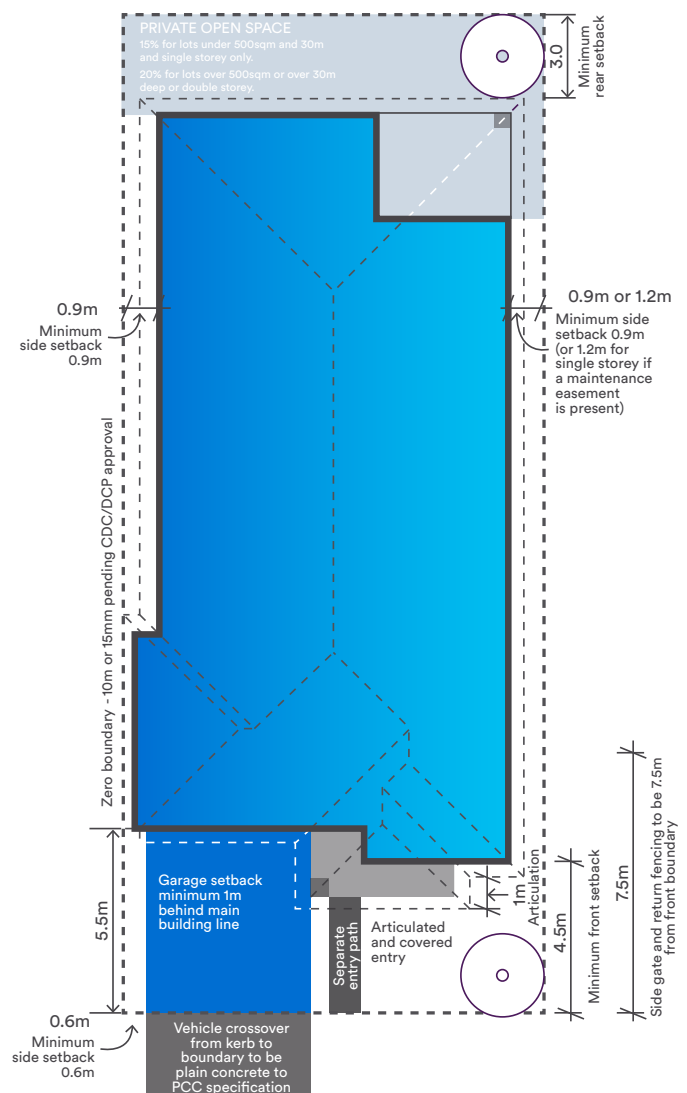 PRIVATE OPEN SPACE
15% for lots under 500sqm and 30m
and single storey only.
20% for lots over 500sqm or over 30m
deep or double storey.
3.0
Minimum
rear setback
0.9m
Minimum
side setback
0.9m
0.9m or 1.2m
Minimum side
setback 0.9m
(or 1.2m for
single storey if
a maintenance
easement
is present)
Zero boundary - 10m or 15mm pending CDC/DCP approval
5.5m
Garage setback
minimum 1m
behind main
building line
Separate
entry path
Articulated
and covered
entry
1m
Articulation
4.5m
Minimum front setback
7.5m
Side gate and return fencing to be 7.5m
from front boundary
0.6m
Minimum
side setback
0.6m
Vehicle crossover
from kerb to
boundary to be
plain concrete to
PCC specification